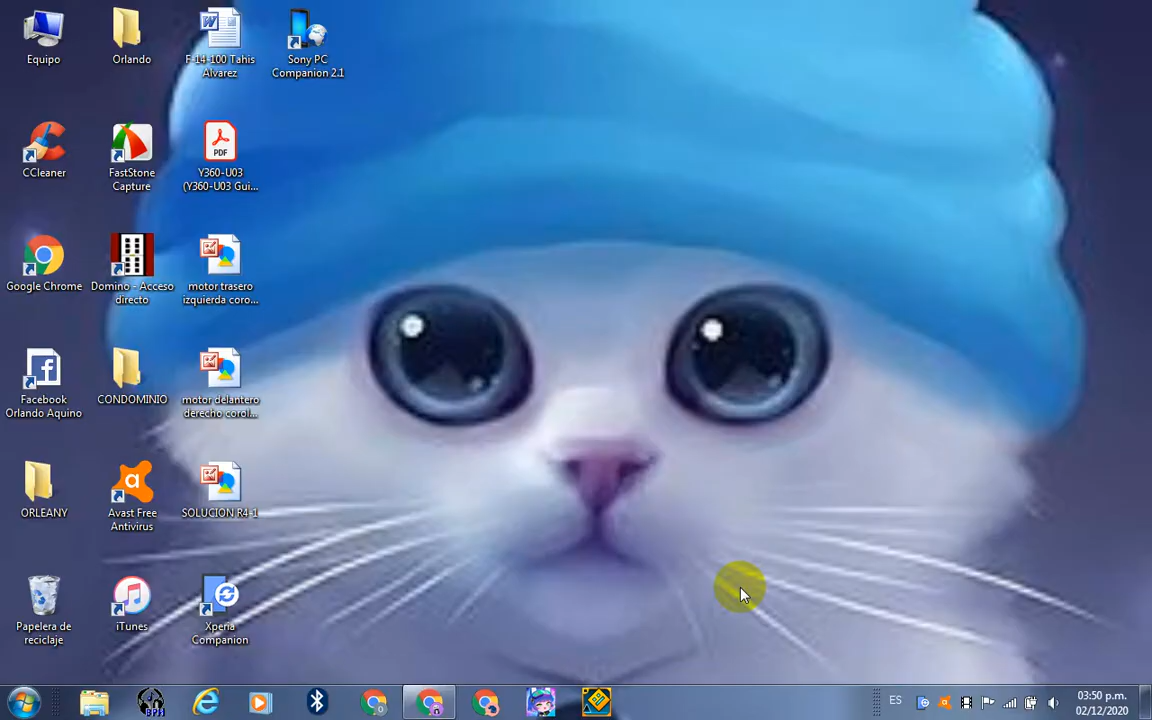 Equipo
Orlando
F-14-100 Tahis
Alvarez
Sony PC
Companion 2.1
CCleaner
FastStone
Capture
PDF
Y360-U03
(Y360-U03 Gui...
Google Chrome
Domino - Acceso
directo
motor trasero
izquierda coro...
Facebook
Orlando Aquino
CONDOMINIO
motor delantero
derecho corol...
ORLEANY
Avast Free
Antivirus
SOLUCION R4-1
Papelera de
reciclaje
iTunes
Xperia
Companion
BPM
ES
03:50 p.m.
02/12/2020